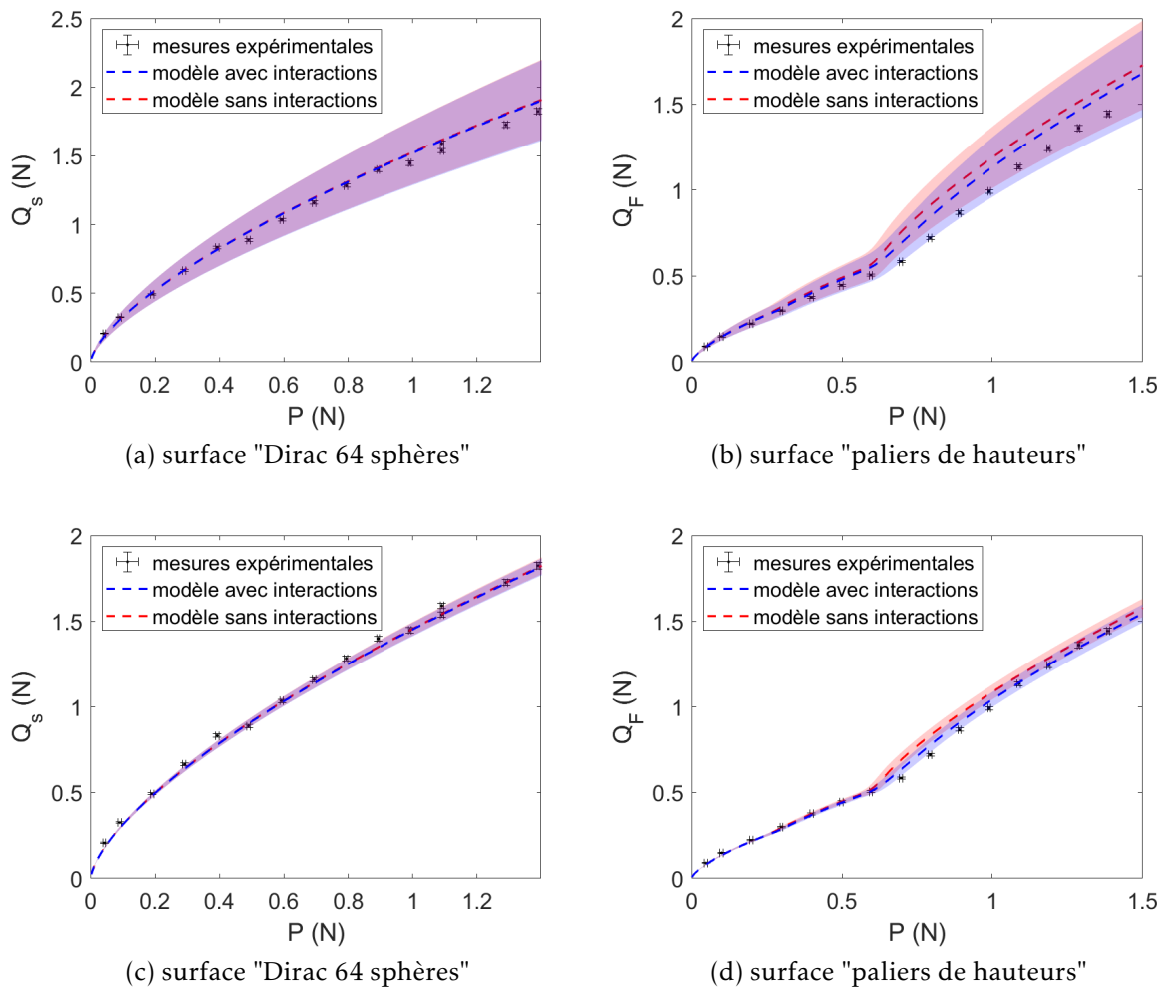 2.5
2
1.5
1
0.5
0
Q_s (N)
mesures expérimentales
modèle avec interactions
modèle sans interactions
0 0.2 0.4 0.6 0.8 1 1.2
P (N)
(a) surface "Dirac 64 sphères"
2
1.5
1
0.5
0
Q_F (N)
mesures expérimentales
modèle avec interactions
modèle sans interactions
0 0.5 1 1.5
P (N)
(b) surface "paliers de hauteurs"
2
1.5
1
0.5
0
Q_s (N)
mesures expérimentales
modèle avec interactions
modèle sans interactions
0 0.2 0.4 0.6 0.8 1 1.2
P (N)
(c) surface "Dirac 64 sphères"
2
1.5
1
0.5
0
Q_F (N)
mesures expérimentales
modèle avec interactions
modèle sans interactions
0 0.5 1 1.5
P (N)
(d) surface "paliers de hauteurs"